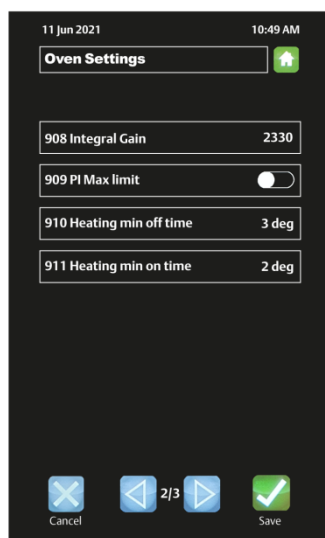 11 Jun 2021 10:49 AM
Oven Settings
908 Integral Gain 2330
909 PI Max limit
910 Heating min off time 3 deg
911 Heating min on time 2 deg
2/3
Cancel Save